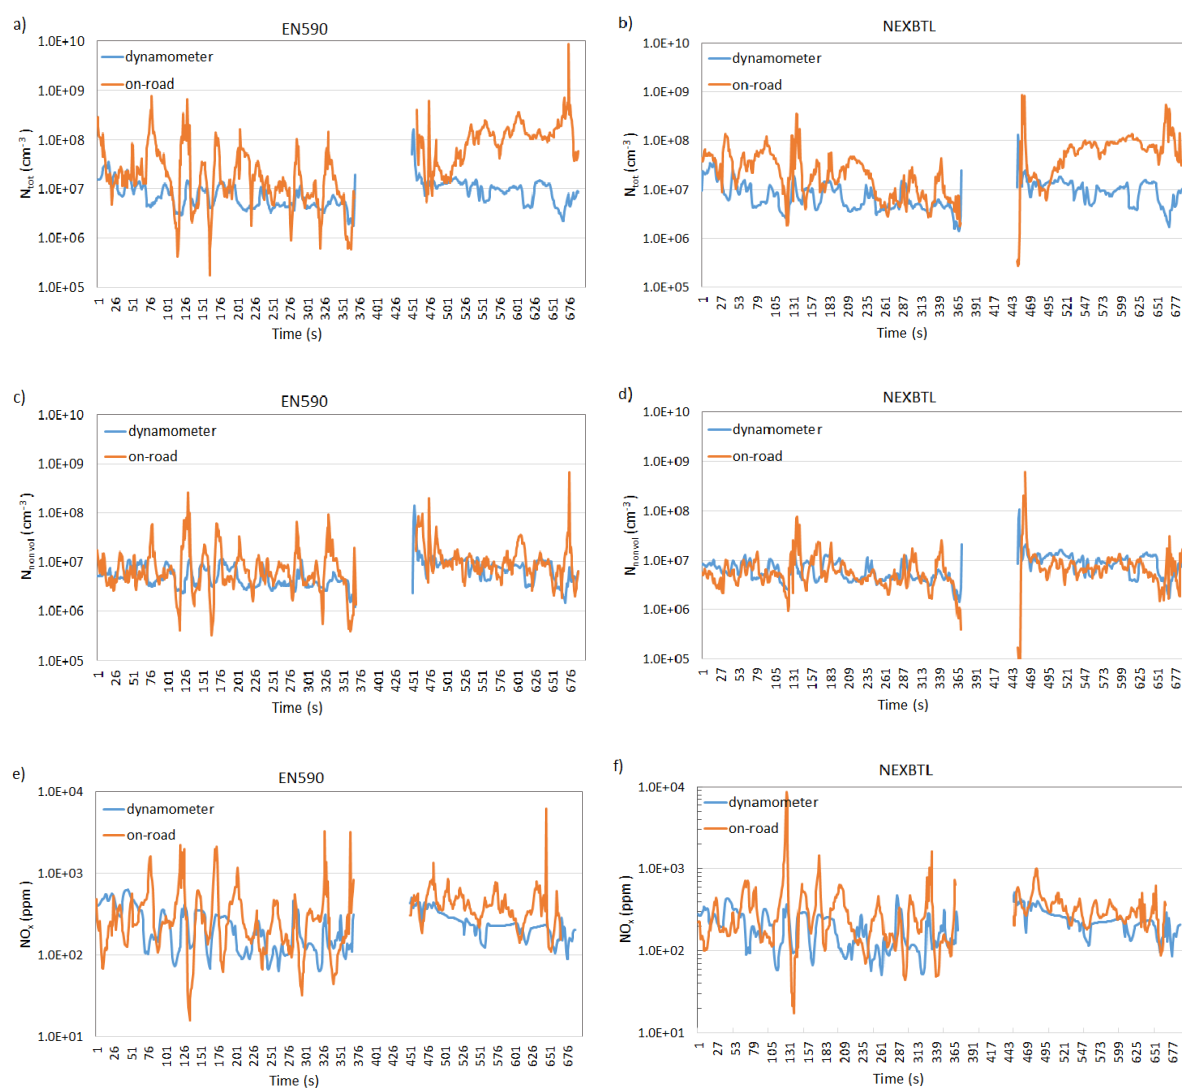 a)
EN590
1.0E+10
1.0E+09
1.0E+08
1.0E+07
1.0E+06
1.0E+05
Ntot (cm⁻³)
dynamometer
on-road
1 26 51 76 101 126 151 176 201 226 251 276 301 326 351 376 401 426 451 476 501 526 551 576 601 626 651 676
Time (s)
b)
NEXBTL
1.0E+10
1.0E+09
1.0E+08
1.0E+07
1.0E+06
1.0E+05
Ntot (cm⁻³)
dynamometer
on-road
1 27 53 79 105 131 157 183 209 235 261 287 313 339 365 391 417 443 469 495 521 547 573 599 625 651 677
Time (s)
c)
EN590
1.0E+10
1.0E+09
1.0E+08
1.0E+07
1.0E+06
1.0E+05
Nnonvol (cm⁻³)
dynamometer
on-road
1 26 51 76 101 126 151 176 201 226 251 276 301 326 351 376 401 426 451 476 501 526 551 576 601 626 651 676
Time (s)
d)
NEXBTL
1.0E+10
1.0E+09
1.0E+08
1.0E+07
1.0E+06
1.0E+05
Nnonvol (cm⁻³)
dynamometer
on-road
1 27 53 79 105 131 157 183 209 235 261 287 313 339 365 391 417 443 469 495 521 547 573 599 625 651 677
Time (s)
e)
EN590
1.0E+04
1.0E+03
1.0E+02
1.0E+01
NOx (ppm)
dynamometer
on-road
1 26 51 76 101 126 151 176 201 226 251 276 301 326 351 376 401 426 451 476 501 526 551 576 601 626 651 676
Time (s)
f)
NEXBTL
1.0E+04
1.0E+03
1.0E+02
1.0E+01
NOx (ppm)
dynamometer
on-road
1 27 53 79 105 131 157 183 209 235 261 287 313 339 365 391 417 443 469 495 521 547 573 599 625 651 677
Time (s)